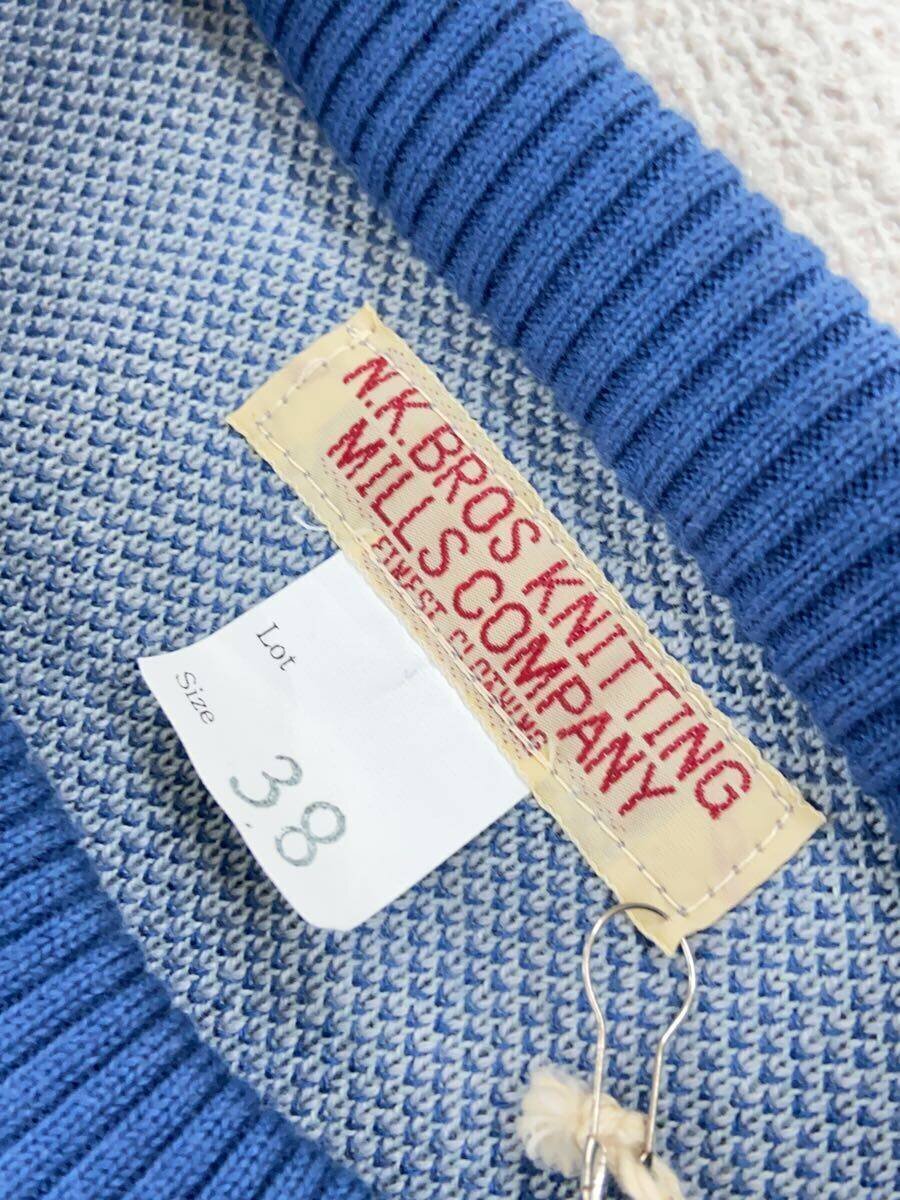 N.K.BROS KNITTING
MILLS COMPANY
FINEST CLOTHING
Lot
Size
38